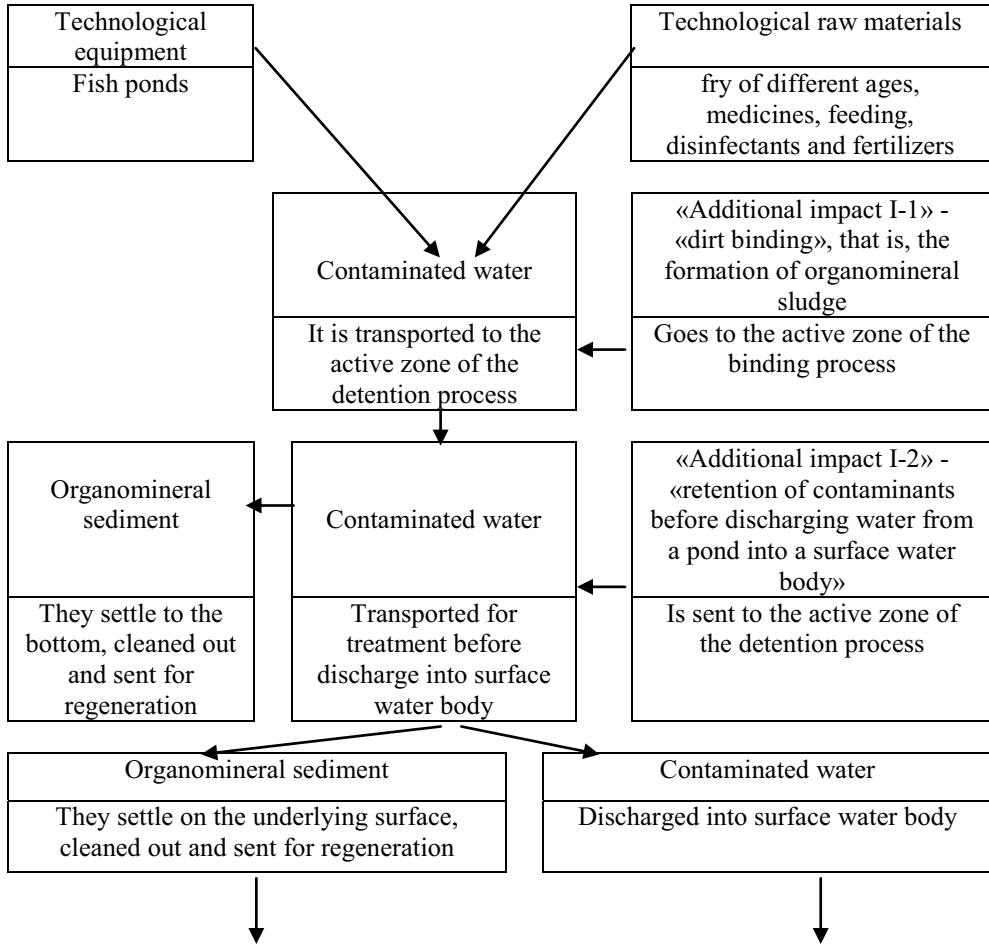 Technological
equipment
Fish ponds
Technological raw materials
fry of different ages,
medicines, feeding,
disinfectants and fertilizers
Contaminated water
It is transported to the
active zone of the
detention process
«Additional impact I-1» -
«dirt binding», that is, the
formation of organomineral
sludge
Goes to the active zone of the
binding process
Organomineral
sediment
They settle to the
bottom, cleaned out
and sent for
regeneration
Contaminated water
Transported for
treatment before
discharge into surface
water body
«Additional impact I-2» -
«retention of contaminants
before discharging water from
a pond into a surface water
body»
Is sent to the active zone of
the detention process
Organomineral sediment
They settle on the underlying surface,
cleaned out and sent for regeneration
Contaminated water
Discharged into surface water body